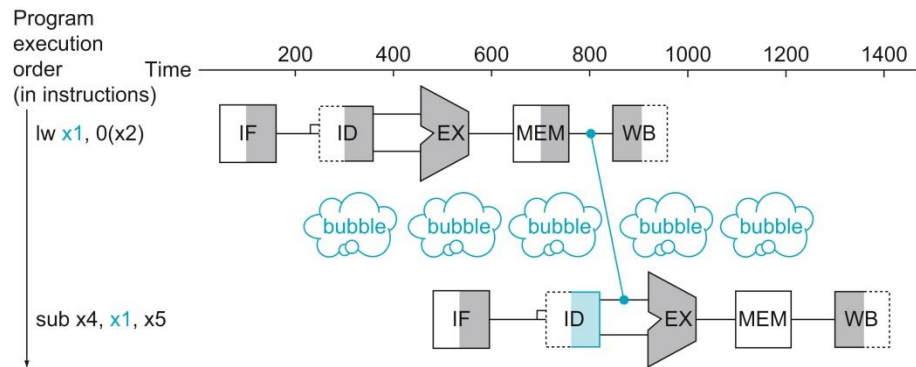 Program
execution
order
(in instructions)
Time
200 400 600 800 1000 1200 1400
lw x1, 0(x2)
IF ID EX MEM WB
bubble bubble bubble bubble bubble
sub x4, x1, x5
IF ID EX MEM WB